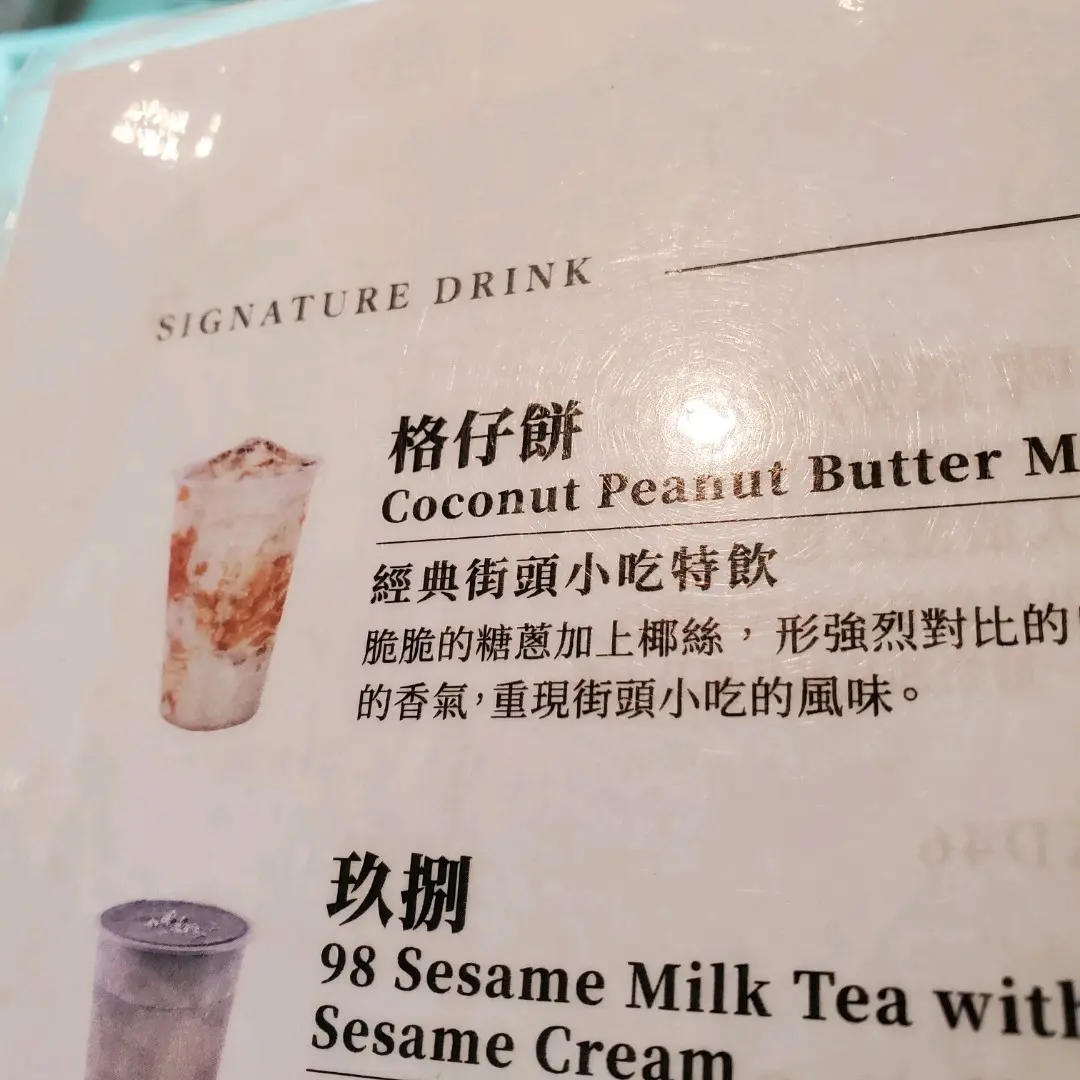 SIGNATURE DRINK
格仔餅
Coconut Peanut Butter M
經典街頭小吃特飲
脆脆的糖蔥加上椰絲，形強烈對比的
的香氣，重現街頭小吃的風味。
玖捌
98 Sesame Milk Tea with
Sesame Cream